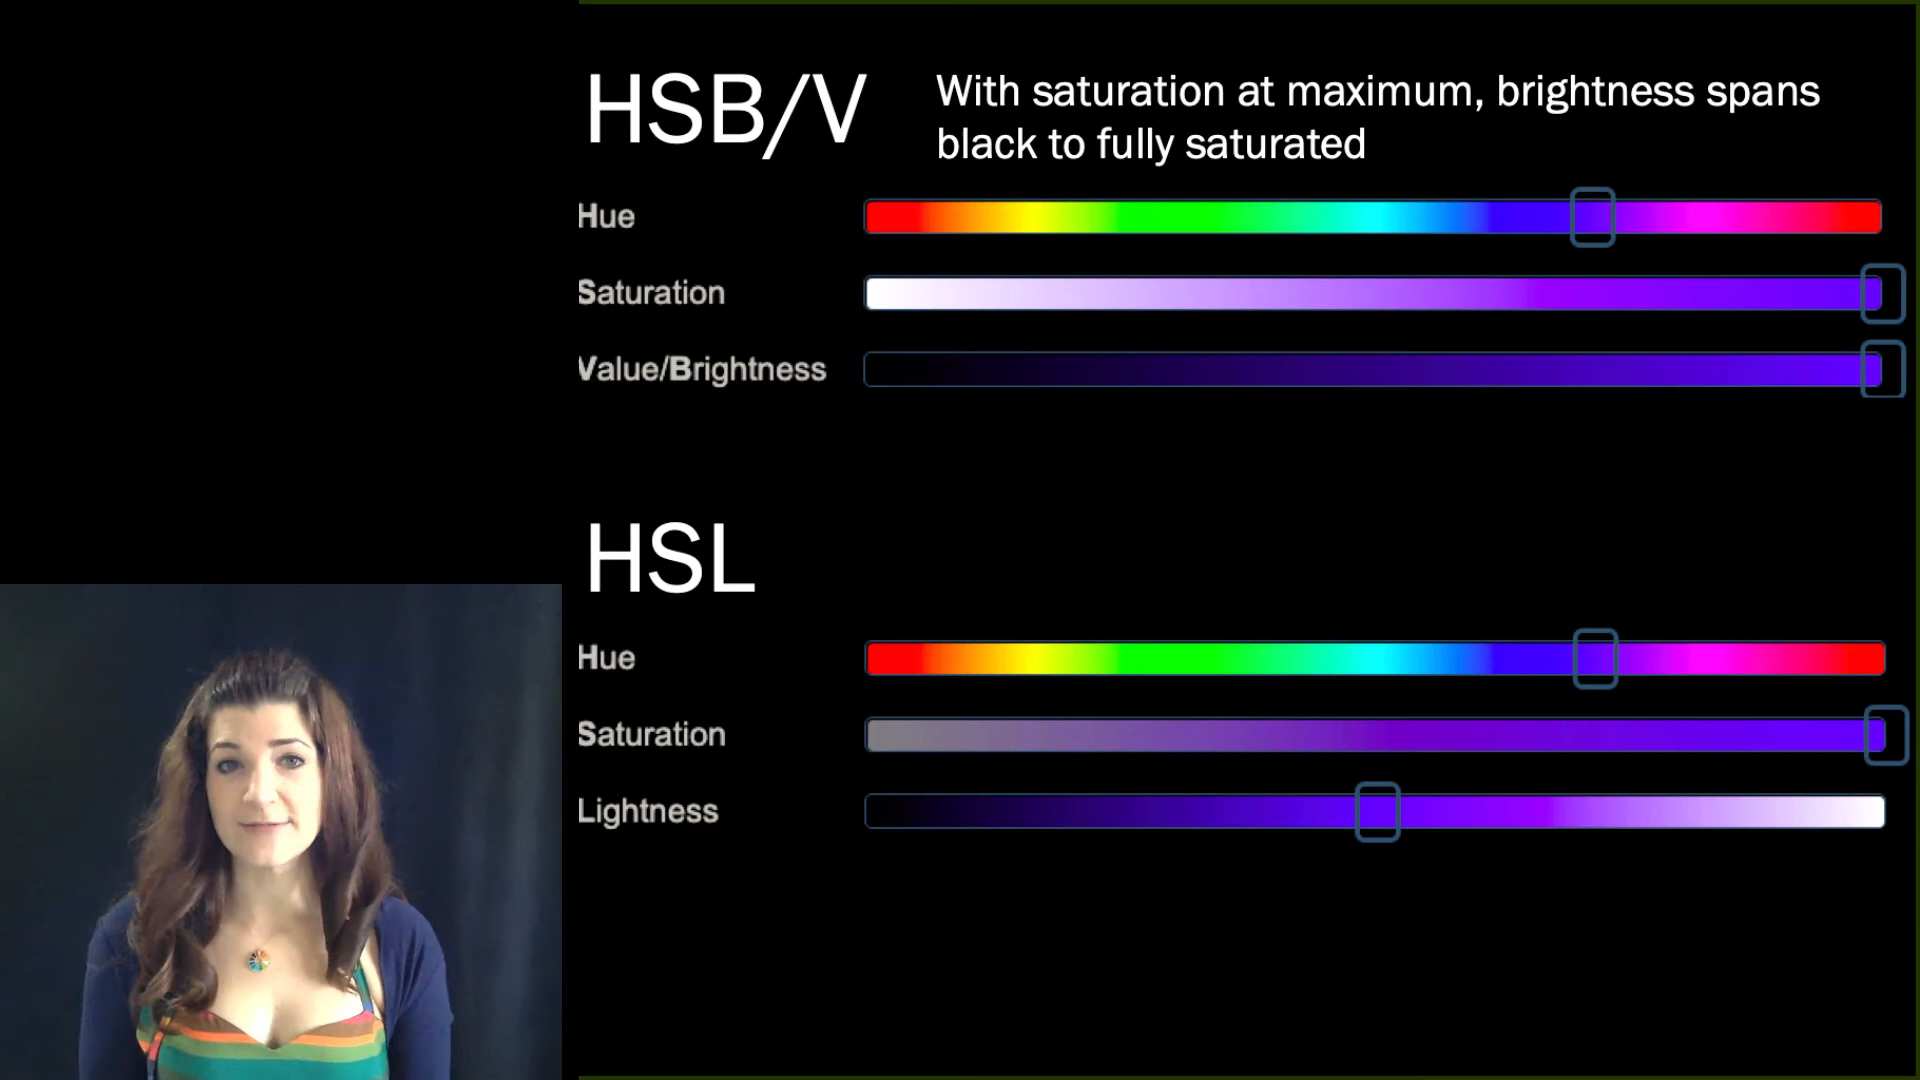 HSB/V
With saturation at maximum, brightness spans
black to fully saturated
Hue
Saturation
Value/Brightness
HSL
Hue
Saturation
Lightness